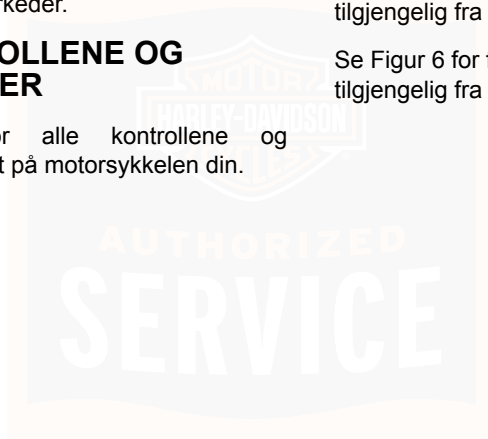 rkeder.
OLLENE OG
ER
or alle kontrollene og
t på motorsykkelen din.
tilgjengelig fra
Se Figur 6 for f
tilgjengelig fra
MOTOR
HARLEY-DAVIDSON
CYCLES
AUTHORIZED
SERVICE